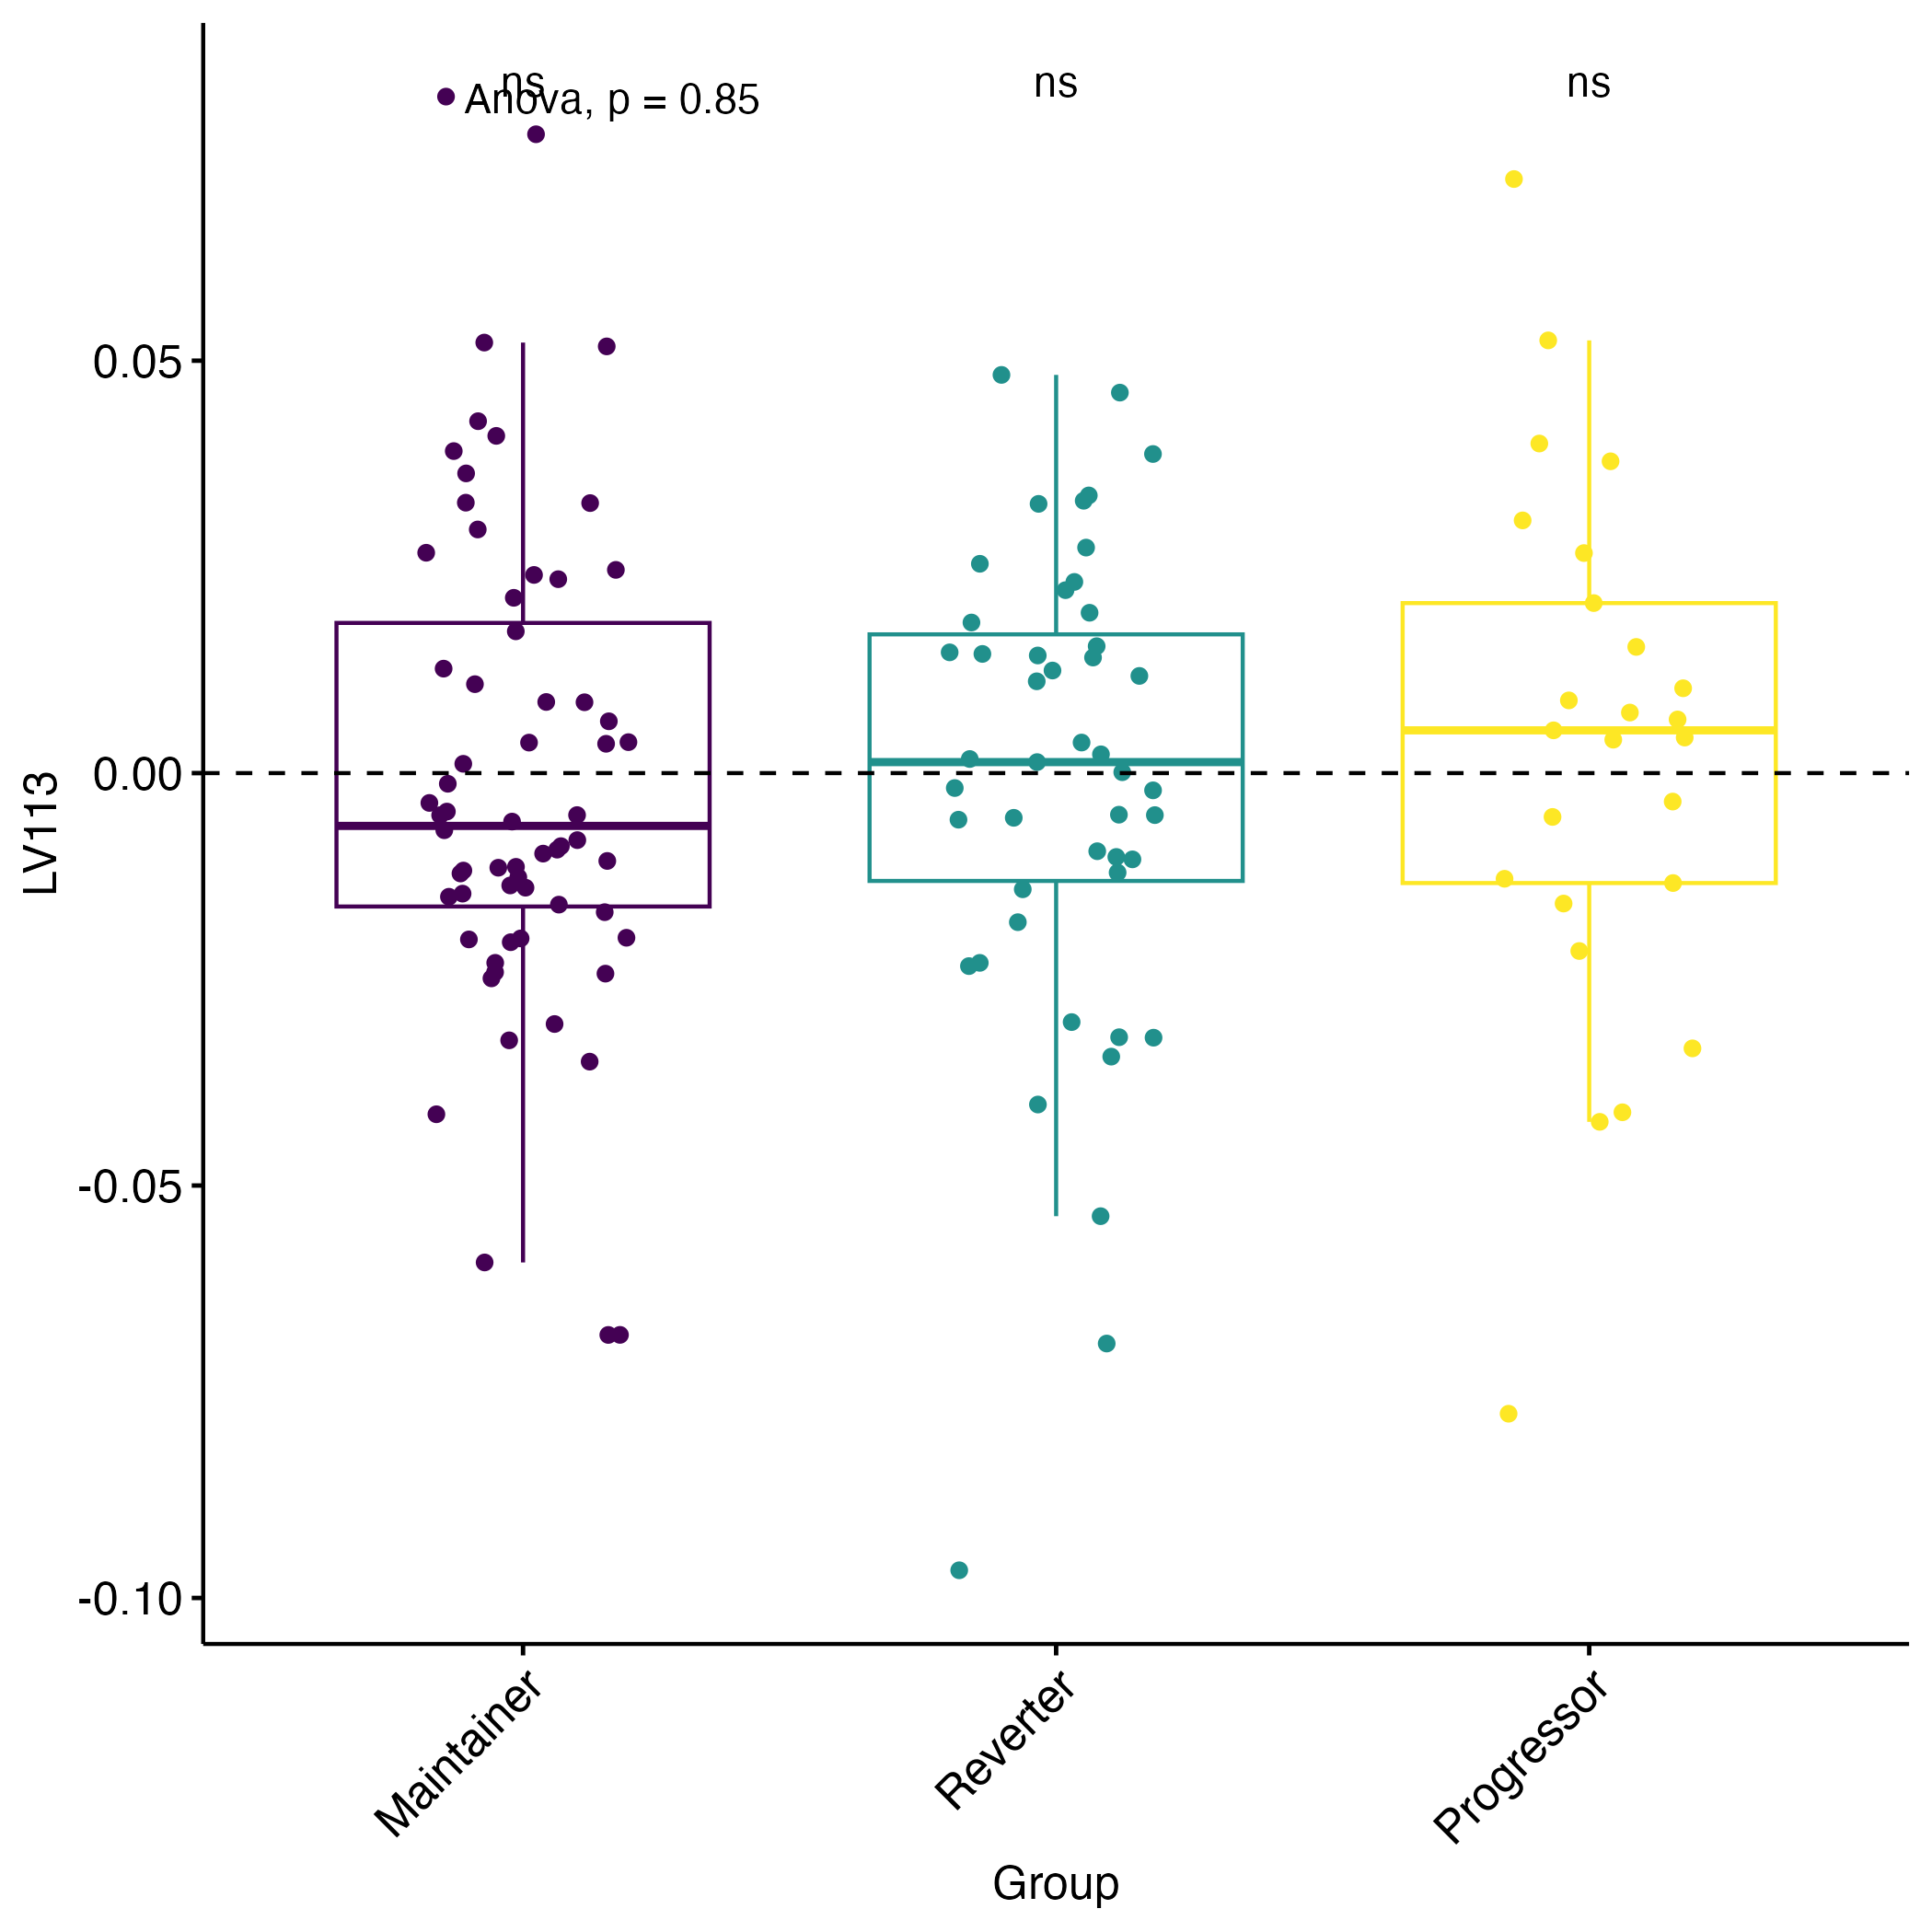 ns
ns
ns
Anova, p = 0.85
0.05
0.00
-0.05
-0.10
LV113
Maintainer
Reverter
Progressor
Group